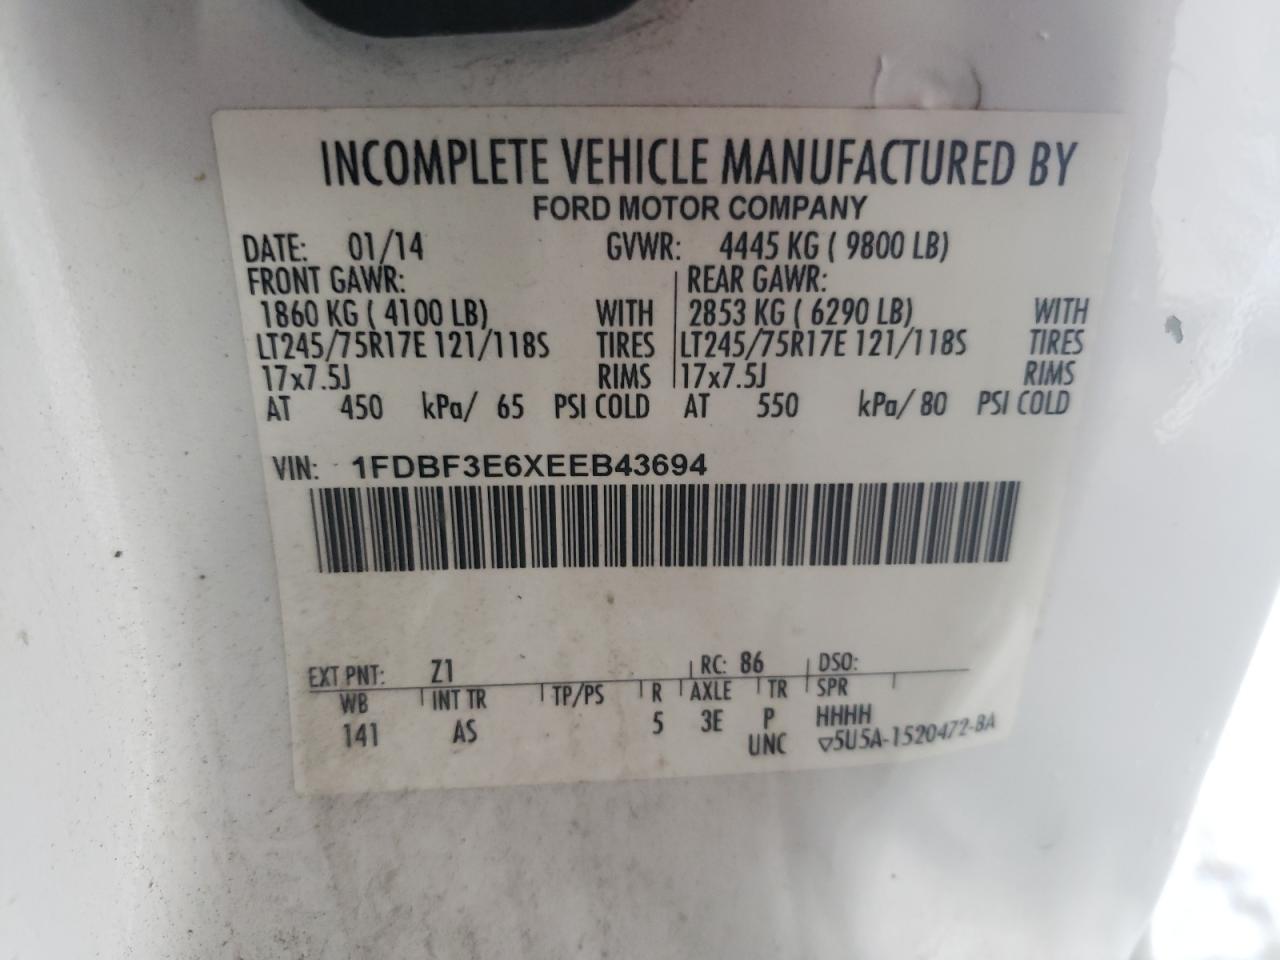 INCOMPLETE VEHICLE MANUFACTURED BY
FORD MOTOR COMPANY
DATE: 01/14 GVWR: 4445 KG ( 9800 LB)
FRONT GAWR: REAR GAWR:
1860 KG ( 4100 LB) WITH 2853 KG ( 6290 LB) WITH
LT245/75R17E 121/118S TIRES LT245/75R17E 121/118S TIRES
17x7.5J RIMS 17x7.5J RIMS
AT 450 kPa/ 65 PSI COLD AT 550 kPa/ 80 PSI COLD
VIN: 1FDBF3E6XEEB43694
EXT PNT: Z1 RC: 86 DSO:
WB INT TR TP/PS R AXLE TR SPR
141 AS 5 3E P HHHH
UNC ▽5U5A-1520472-BA